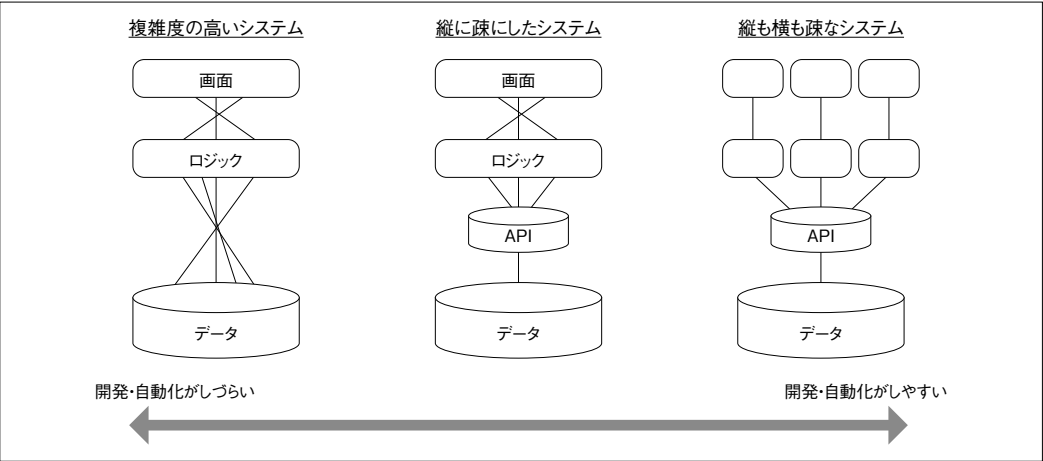 複雑度の高いシステム
縦に疎にしたシステム
縦も横も疎なシステム
画面
画面
ロジック
ロジック
API
API
データ
データ
データ
開発・自動化がしづらい
開発・自動化がしやすい